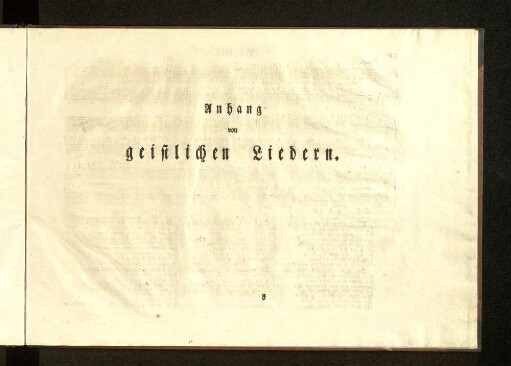 Anhang
von
geistlichen Liedern.